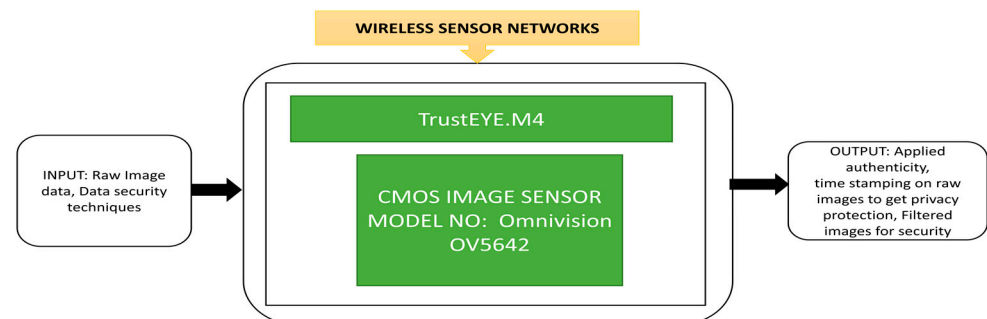 WIRELESS SENSOR NETWORKS
TrustEYE.M4
INPUT: Raw Image
data, Data security
techniques
CMOS IMAGE SENSOR
MODEL NO: Omnivision
OV5642
OUTPUT: Applied
authenticity,
time stamping on raw
images to get privacy
protection, Filtered
images for security